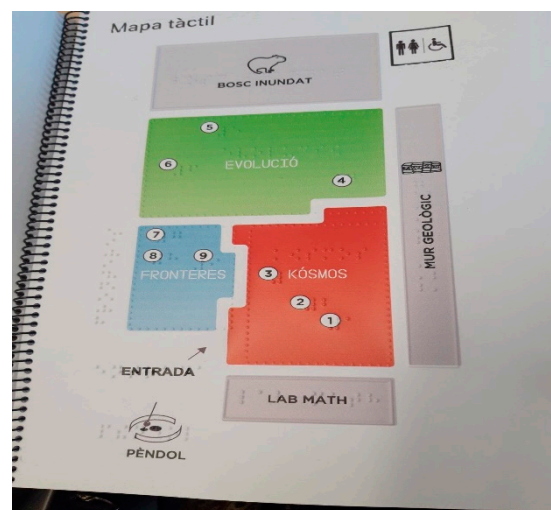 Mapa tàctil
BOSC INUNDAT
5
6
EVOLUCIÓ
4
MUR GEOLÒGIC
7
8
9
FRONTERES
3
KÓSMOS
2
1
ENTRADA
LAB MATH
PÈNDOL